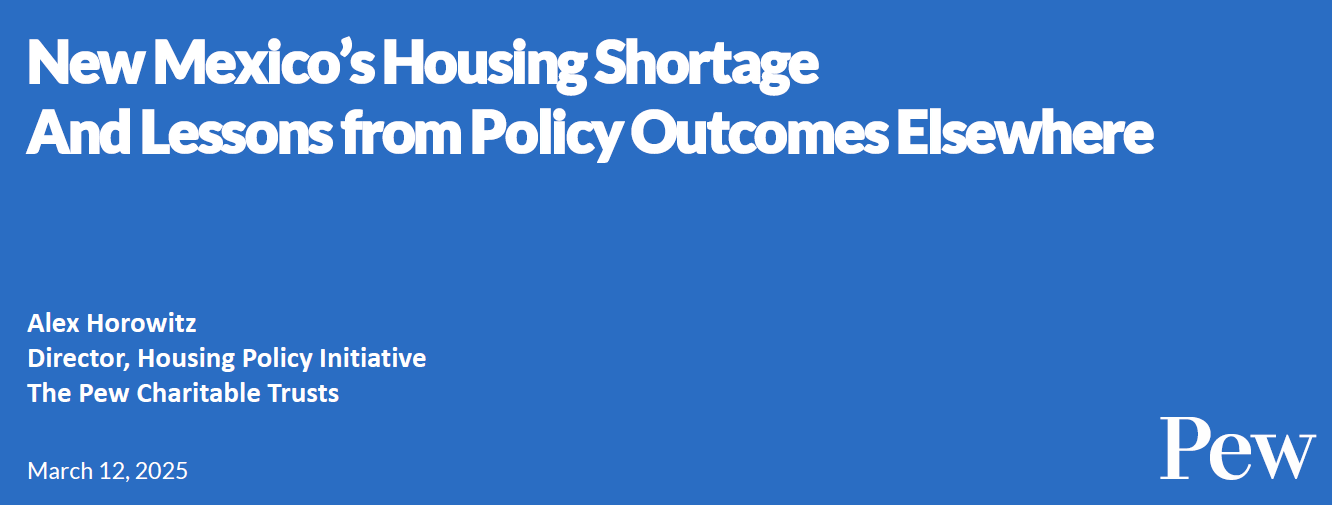 New Mexico’s Housing Shortage
And Lessons from Policy Outcomes Elsewhere
Alex Horowitz
Director, Housing Policy Initiative
The Pew Charitable Trusts
March 12, 2025
Pew